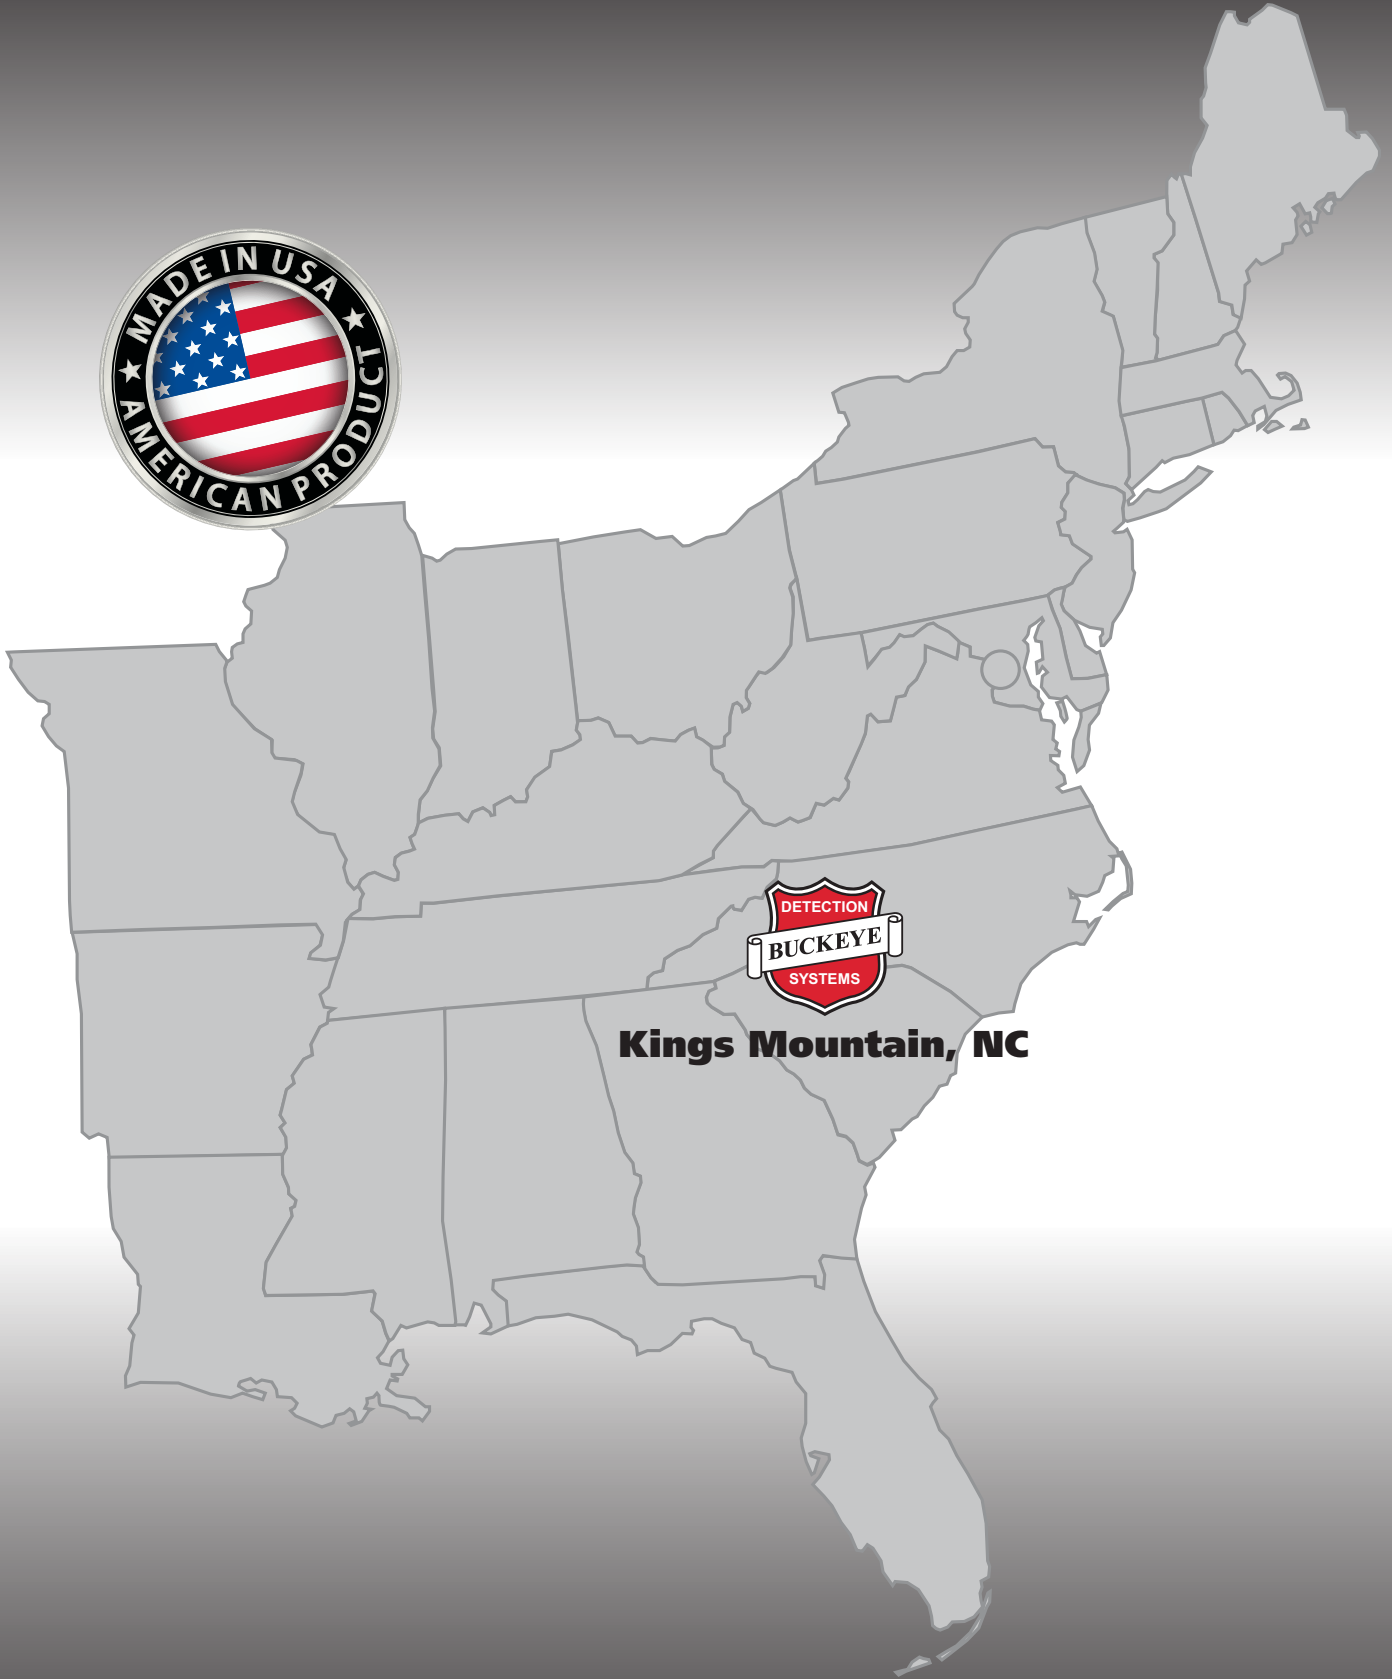 MADE IN USA
AMERICAN PRODUCT
DETECTION
BUCKEYE
SYSTEMS
Kings Mountain, NC